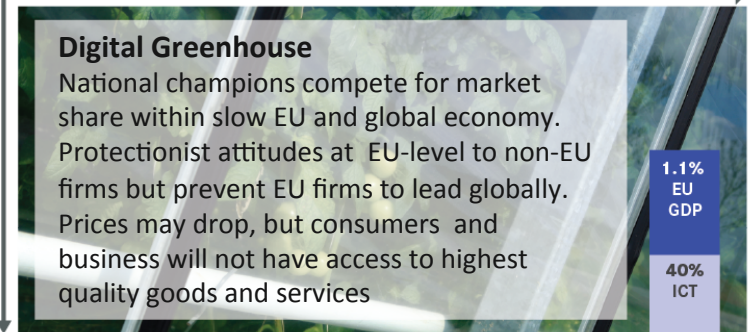 Digital Greenhouse
National champions compete for market
share within slow EU and global economy.
Protectionist attitudes at EU-level to non-EU
firms but prevent EU firms to lead globally.
Prices may drop, but consumers and
business will not have access to highest
quality goods and services
1.1%
EU
GDP
40%
ICT